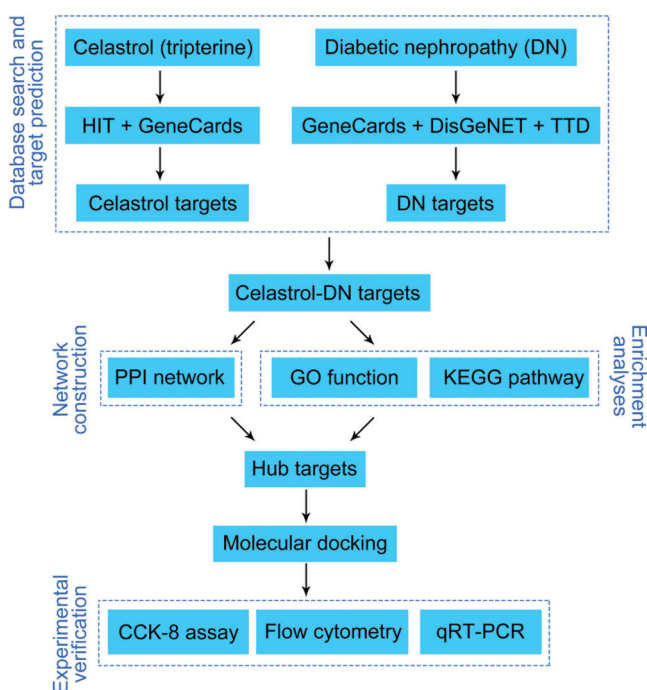 Database search and
target prediction
Celastrol (tripterine)
Diabetic nephropathy (DN)
HIT + GeneCards
GeneCards + DisGeNET + TTD
Celastrol targets
DN targets
Celastrol-DN targets
Network
construction
PPI network
GO function
KEGG pathway
Enrichment
analyses
Hub targets
Molecular docking
Experimental
verification
CCK-8 assay
Flow cytometry
qRT-PCR